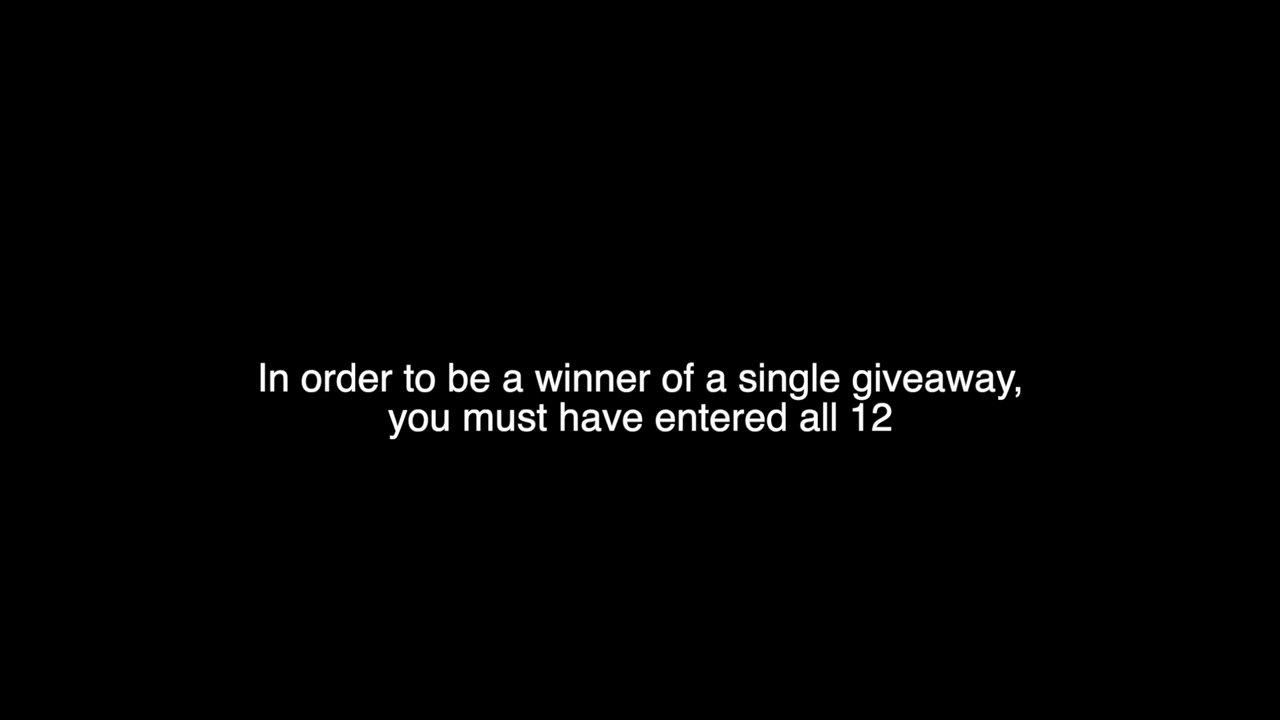 In order to be a winner of a single giveaway,
you must have entered all 12